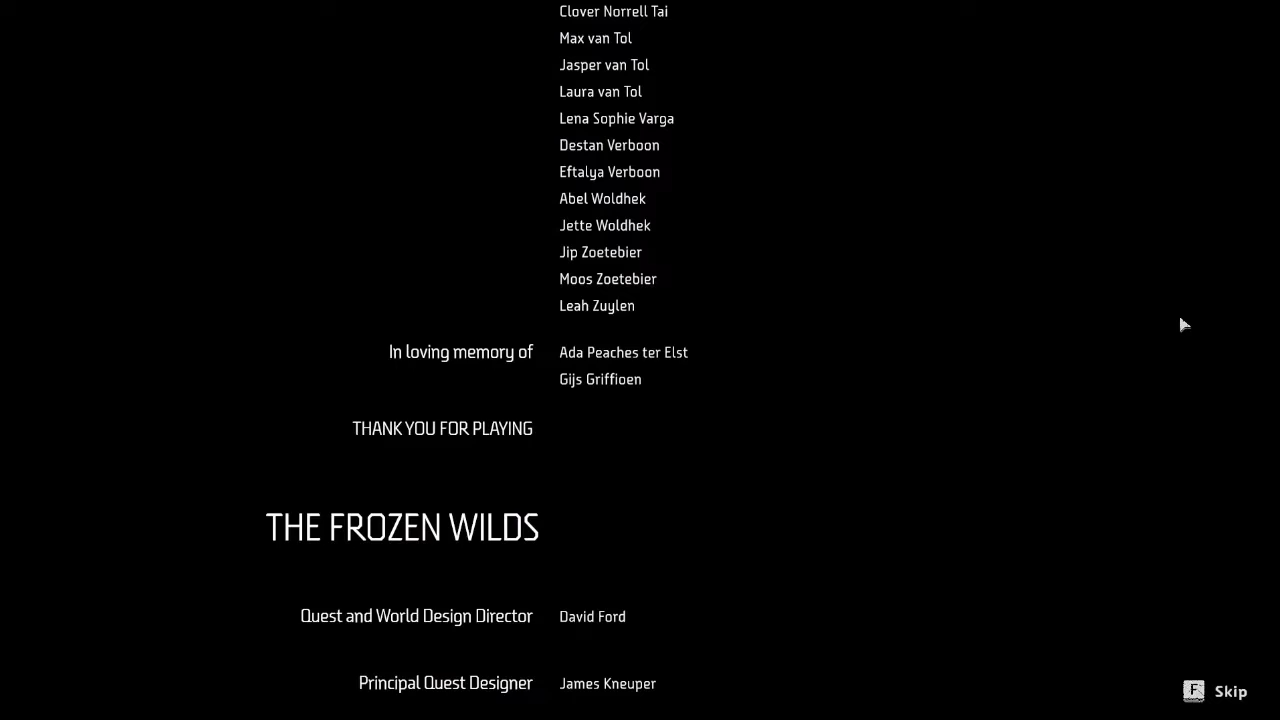 Clover Norrell Tai
Max van Tol
Jasper van Tol
Laura van Tol
Lena Sophie Varga
Destan Verboon
Eftalya Verboon
Abel Woldhek
Jette Woldhek
Jip Zoetebier
Moos Zoetebier
Leah Zuylen
In loving memory of Ada Peaches ter Elst
Gijs Griffioen
THANK YOU FOR PLAYING
THE FROZEN WILDS
Quest and World Design Director David Ford
Principal Quest Designer James Kneuper
F Skip